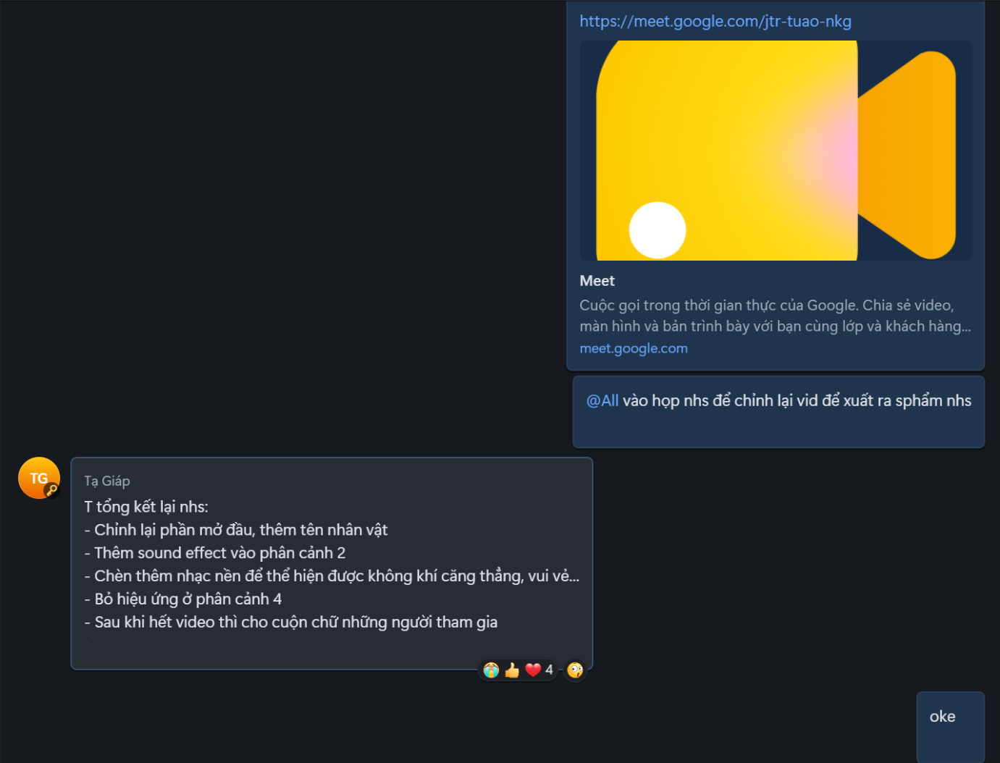 https://meet.google.com/jtr-tuao-nkg
Meet
Cuộc gọi trong thời gian thực của Google. Chia sẻ video,
màn hình và bản trình bày với bạn cùng lớp và khách hàng...
meet.google.com
@All vào họp nhs để chỉnh lại vid để xuất ra sphẩm nhs
TG
Tạ Giáp
T tổng kết lại nhs:
- Chỉnh lại phần mở đầu, thêm tên nhân vật
- Thêm sound effect vào phân cảnh 2
- Chèn thêm nhạc nền để thể hiện được không khí căng thẳng, vui vẻ...
- Bỏ hiệu ứng ở phân cảnh 4
- Sau khi hết video thì cho cuộn chữ những người tham gia
4
oke